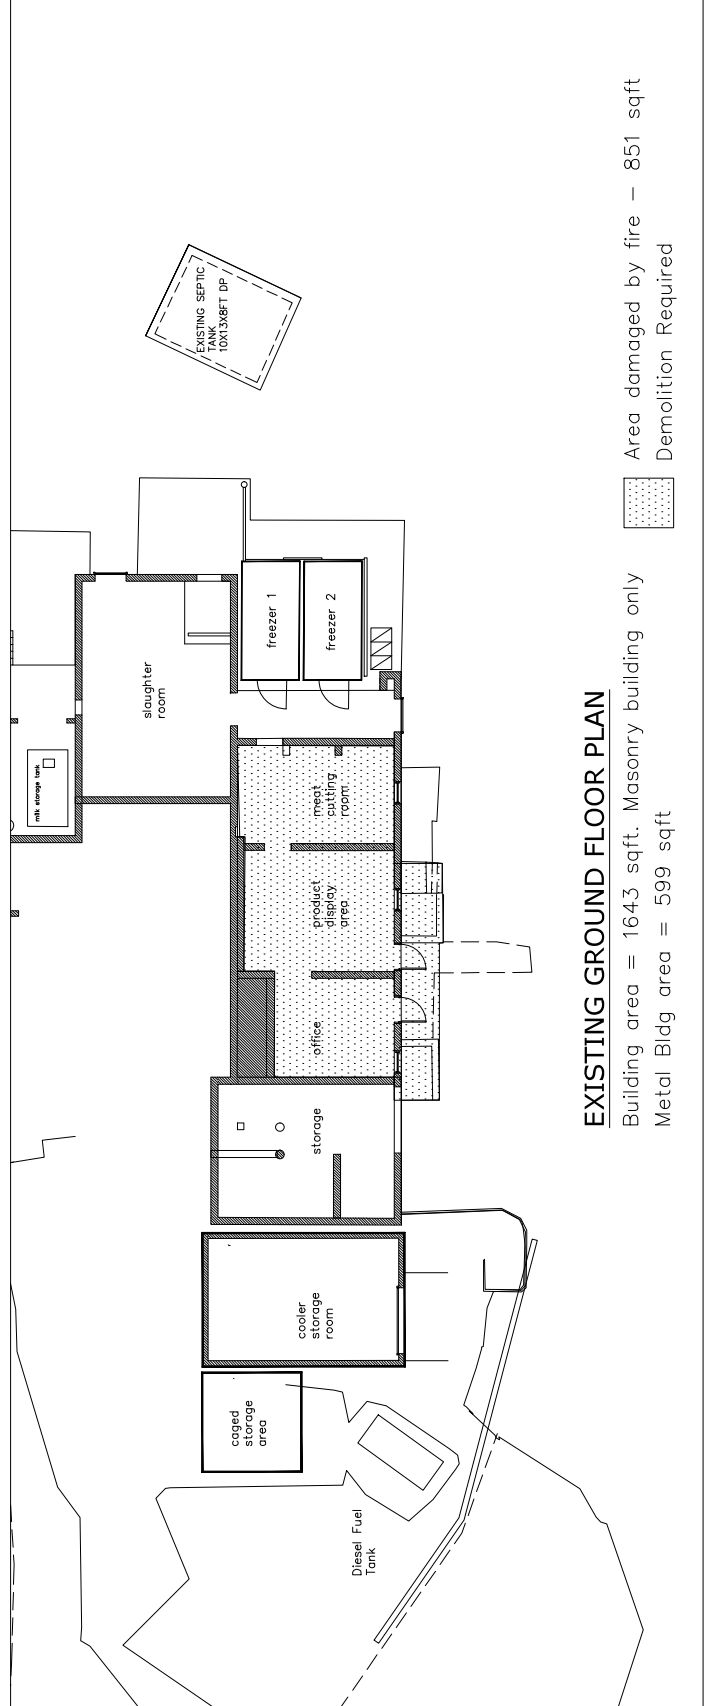 EXISTING SEPTIC
TANK
10X13X8FT DP
milk storage tank
slaughter
room
freezer 1
freezer 2
meat
cutting
room
product
display
area
office
storage
cooler
storage
room
caged
storage
area
Diesel Fuel
Tank
EXISTING GROUND FLOOR PLAN
Building area = 1643 sqft. Masonry building only
Metal Bldg area = 599 sqft
Area damaged by fire - 851 sqft
Demolition Required